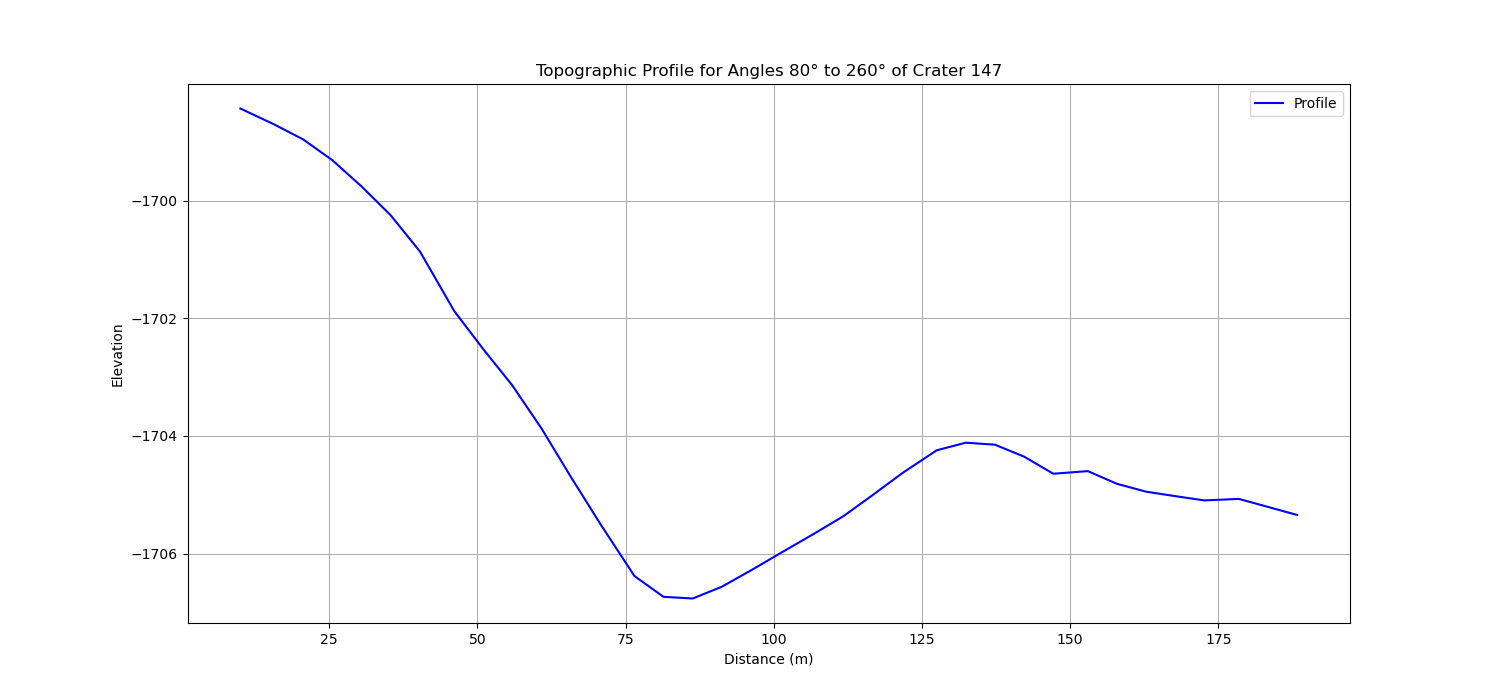 Topographic Profile for Angles 80° to 260° of Crater 147
Profile
−1700
−1702
−1704
−1706
Elevation
25 50 75 100 125 150 175
Distance (m)